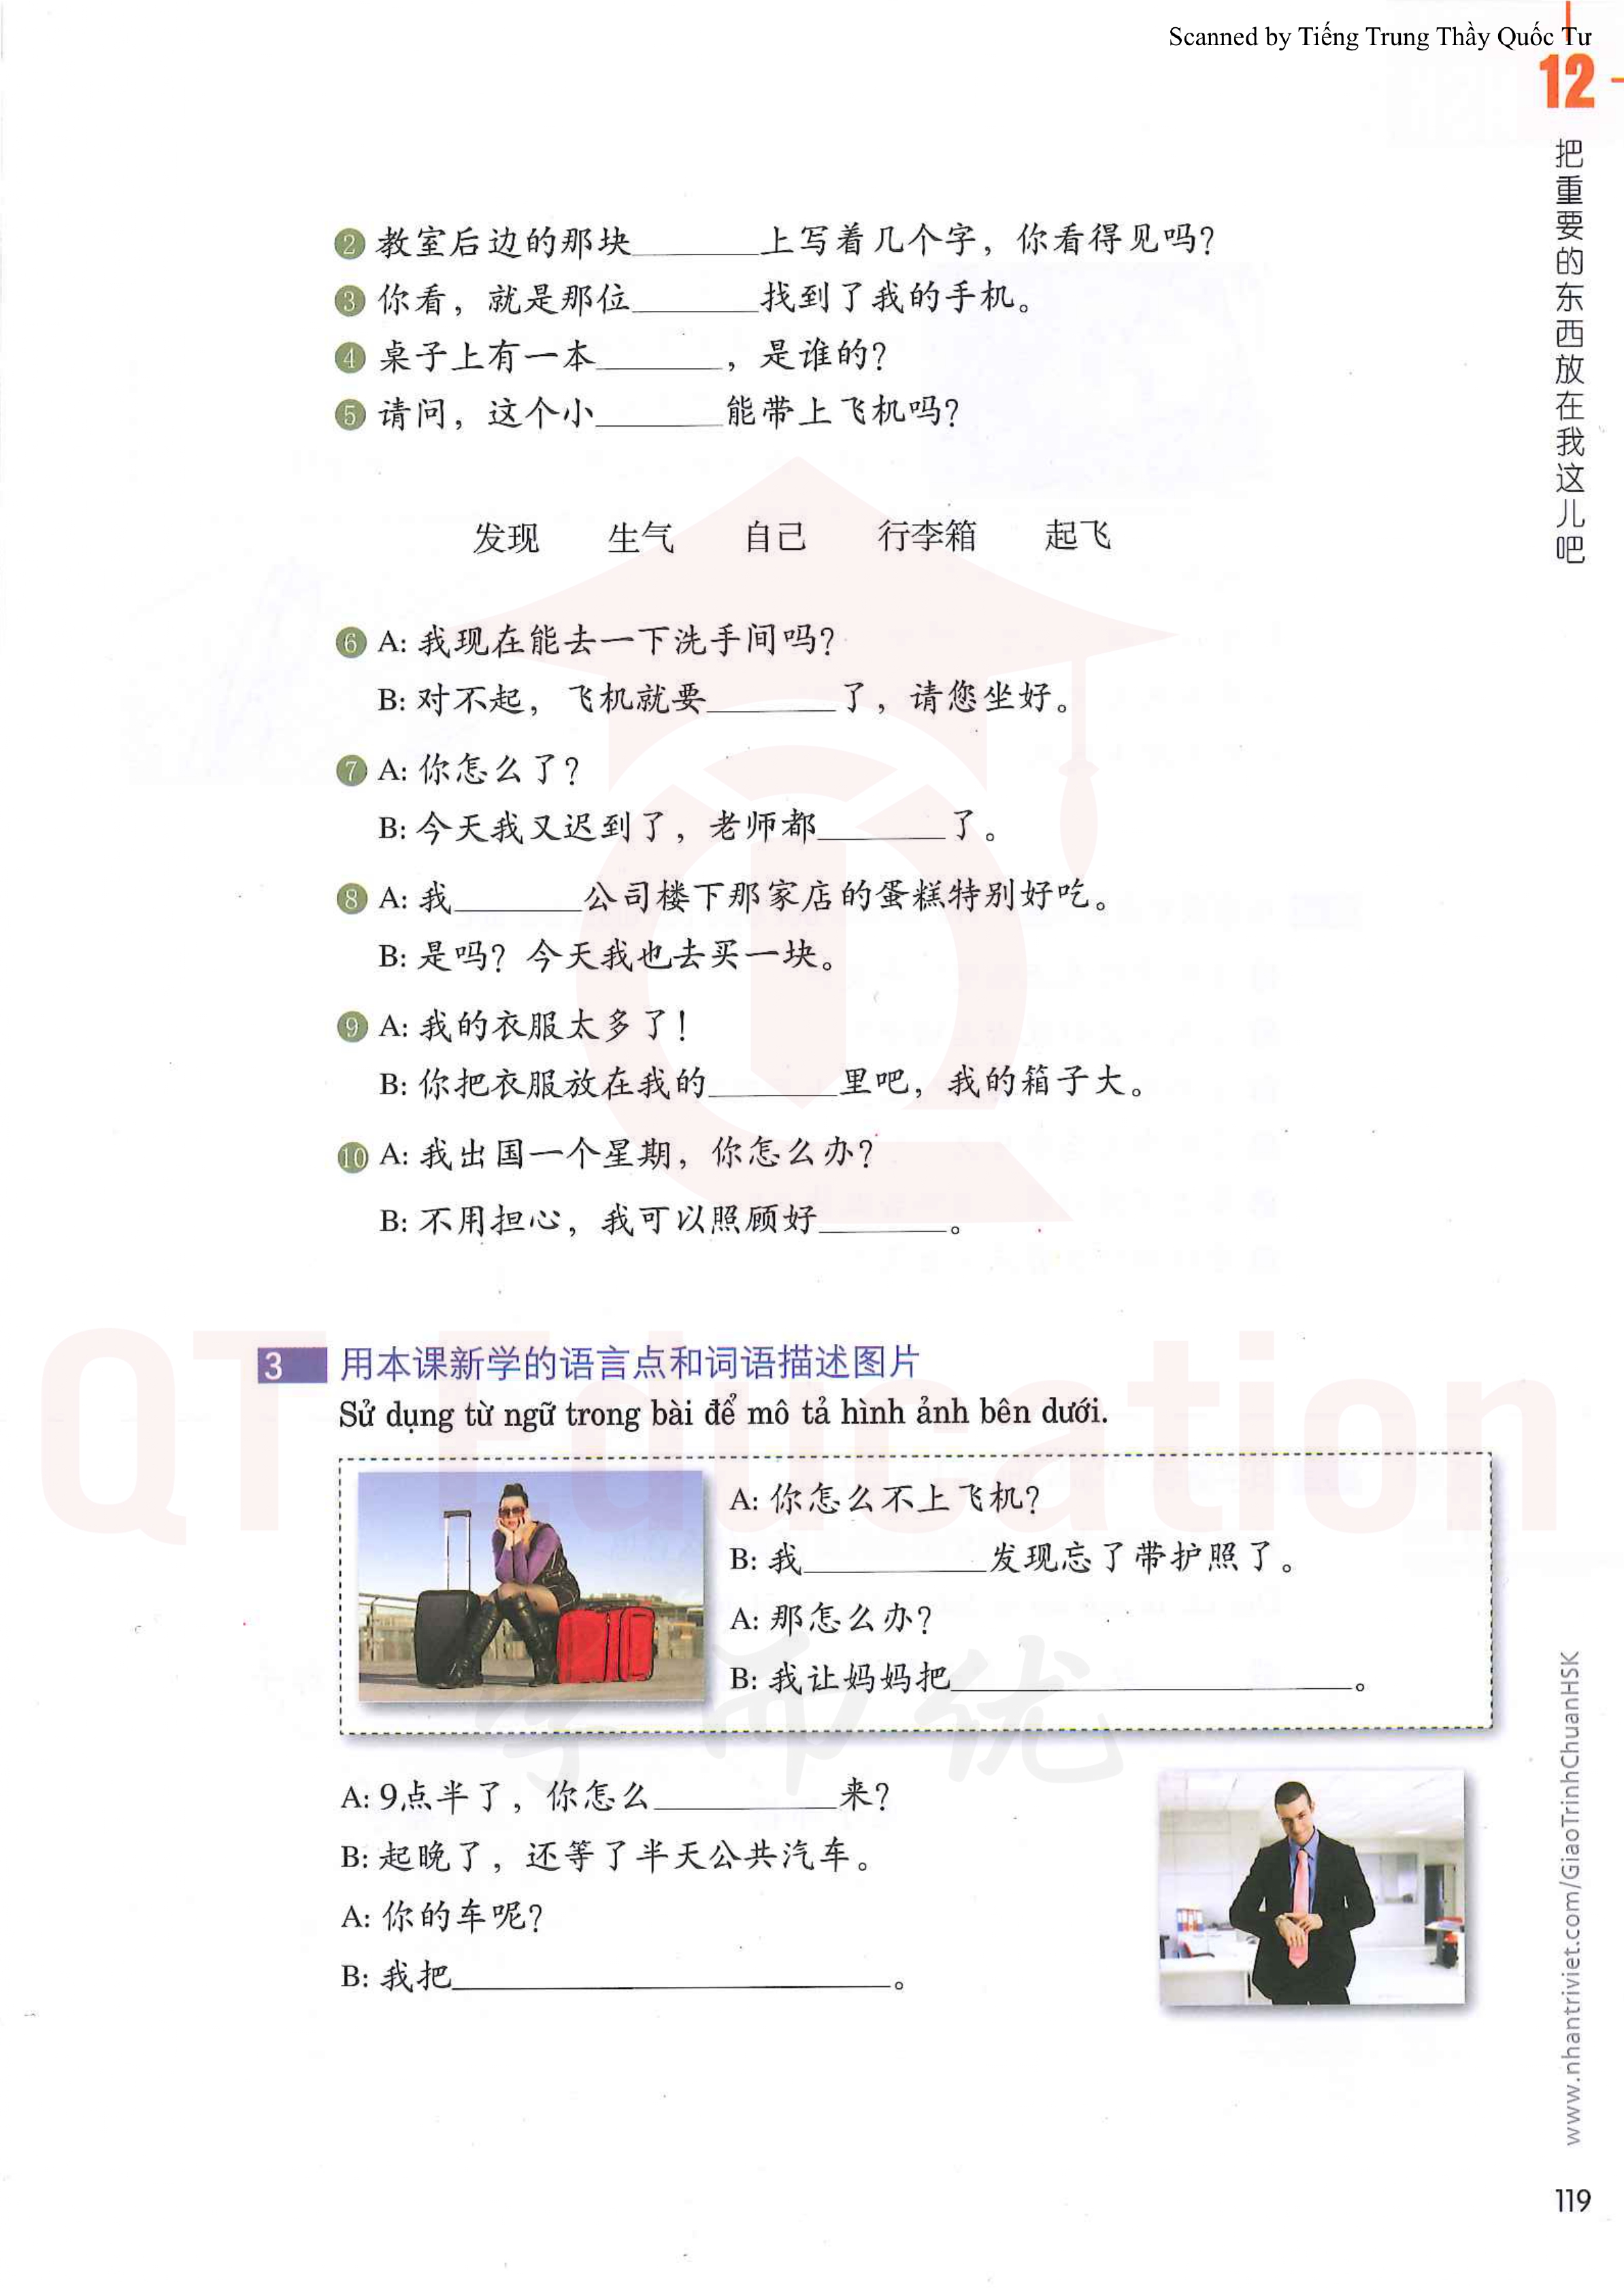 Scanned by Tiếng Trung Thầy Quốc Tư
12
把重要的东西放在我这儿吧
2 教室后边的那块______上写着几个字，你看得见吗？
3 你看，就是那位______找到了我的手机。
4 桌子上有一本______，是谁的？
5 请问，这个小______能带上飞机吗？
发现 生气 自己 行李箱 起飞
6 A: 我现在能去一下洗手间吗？
B: 对不起，飞机就要______了，请您坐好。
7 A: 你怎么了？
B: 今天我又迟到了，老师都______了。
8 A: 我______公司楼下那家店的蛋糕特别好吃。
B: 是吗？今天我也去买一块。
9 A: 我的衣服太多了！
B: 你把衣服放在我的______里吧，我的箱子大。
10 A: 我出国一个星期，你怎么办？
B: 不用担心，我可以照顾好______。
QT Education
3 用本课新学的语言点和词语描述图片
Sử dụng từ ngữ trong bài để mô tả hình ảnh bên dưới.
A: 你怎么不上飞机？
B: 我__________发现忘了带护照了。
A: 那怎么办？
B: 我让妈妈把____________________。
学而优
A: 9点半了，你怎么__________来？
B: 起晚了，还等了半天公共汽车。
A: 你的车呢？
B: 我把______________________。
www.nhantriviet.com/GiaoTrinhChuanHSK
119